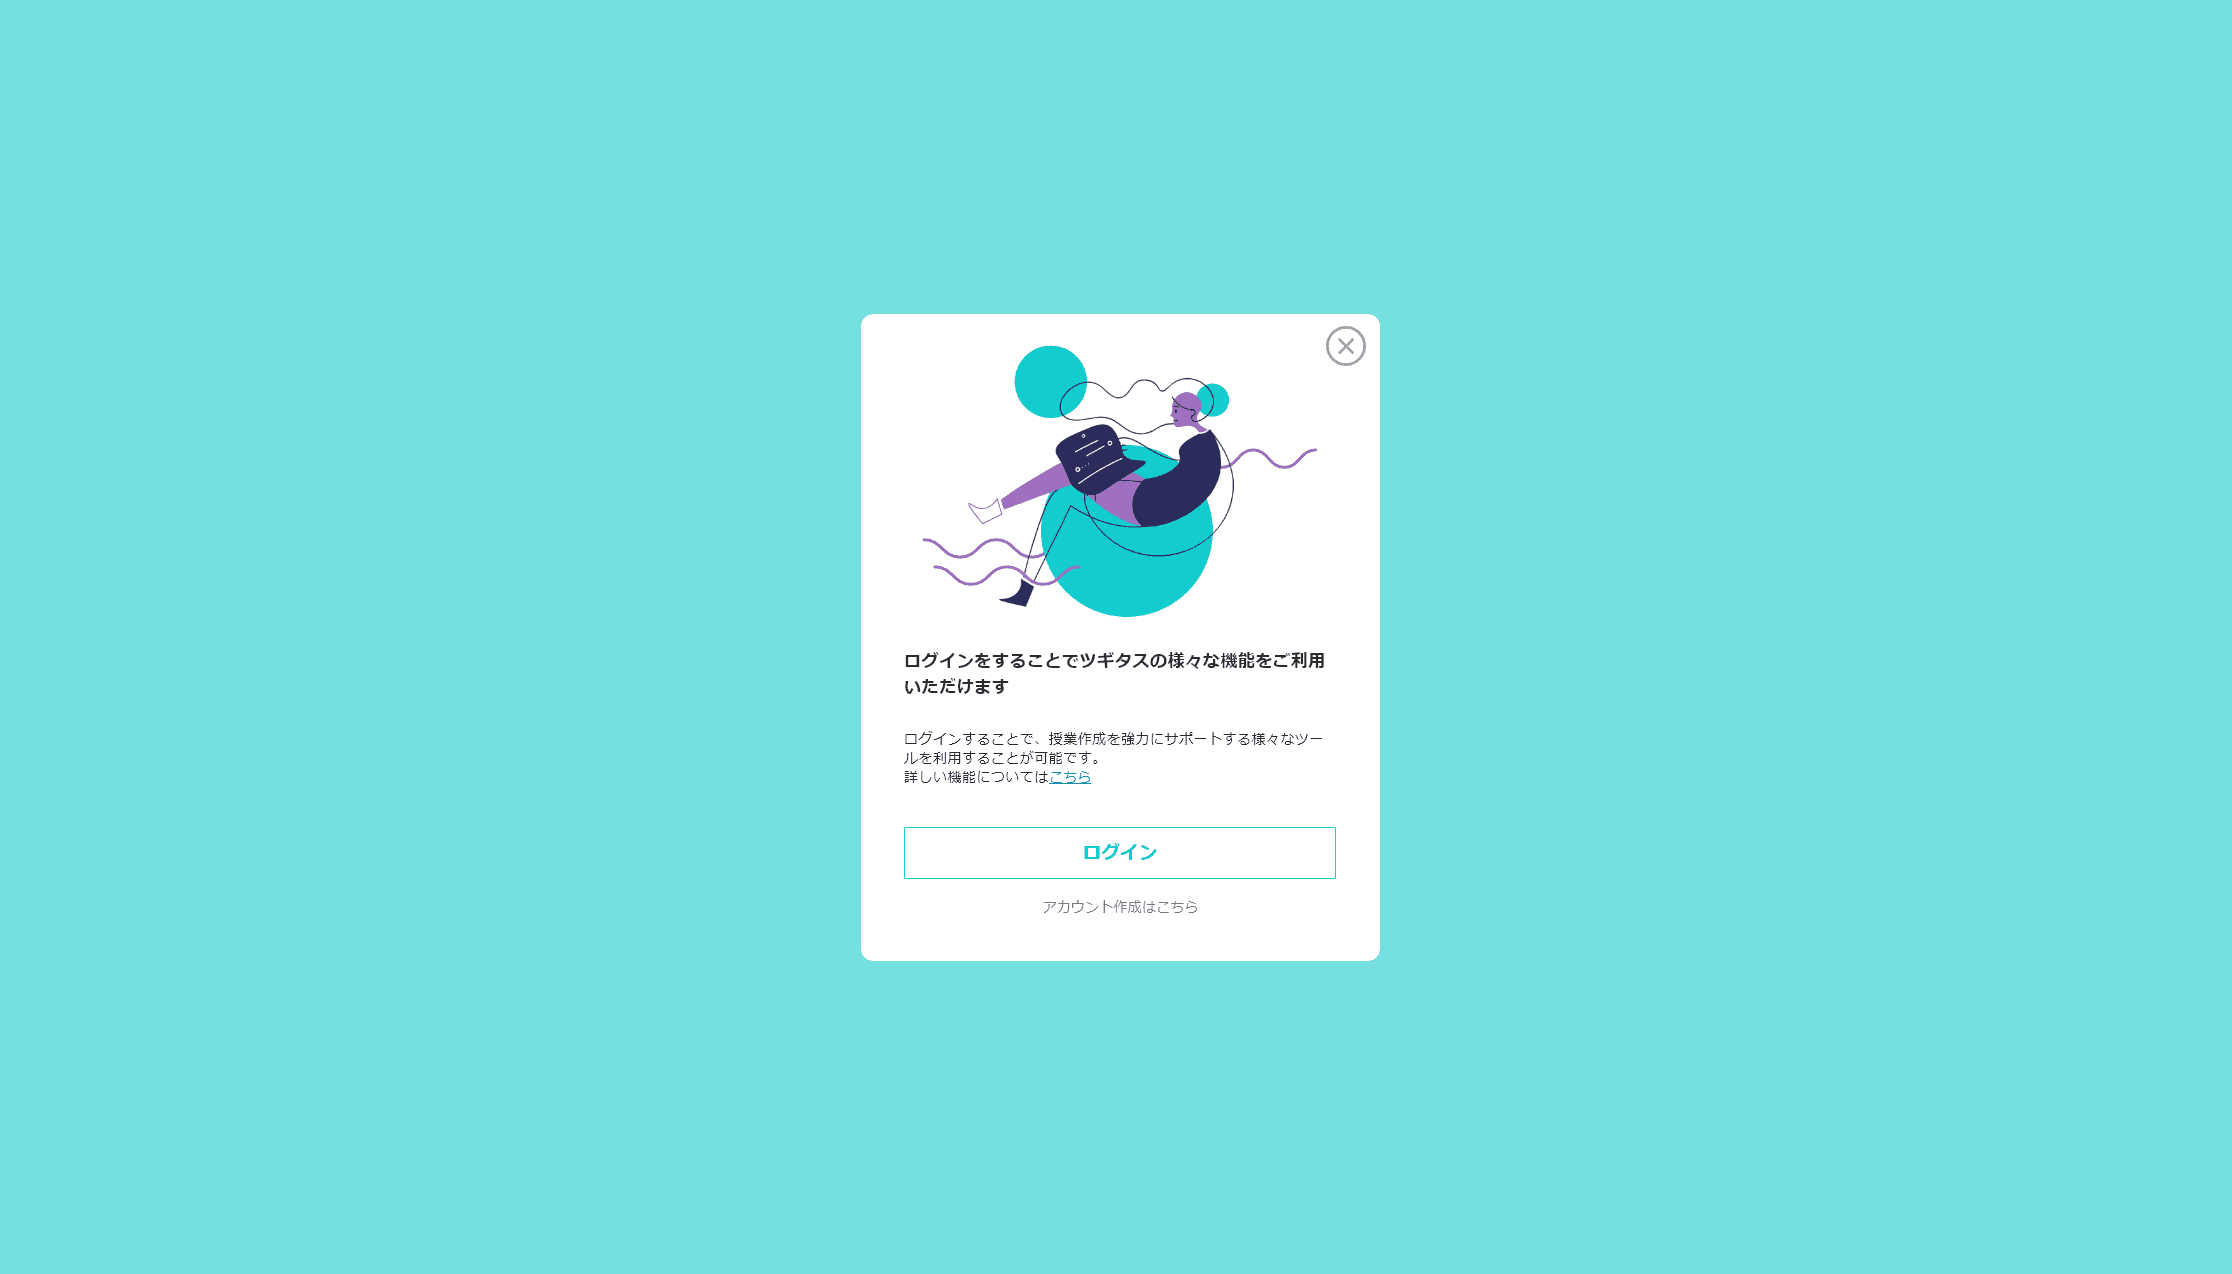 ログインをすることでツギタスの様々な機能をご利用
いただけます
ログインすることで、授業作成を強力にサポートする様々なツー
ルを利用することが可能です。
詳しい機能についてはこちら
ログイン
アカウント作成はこちら